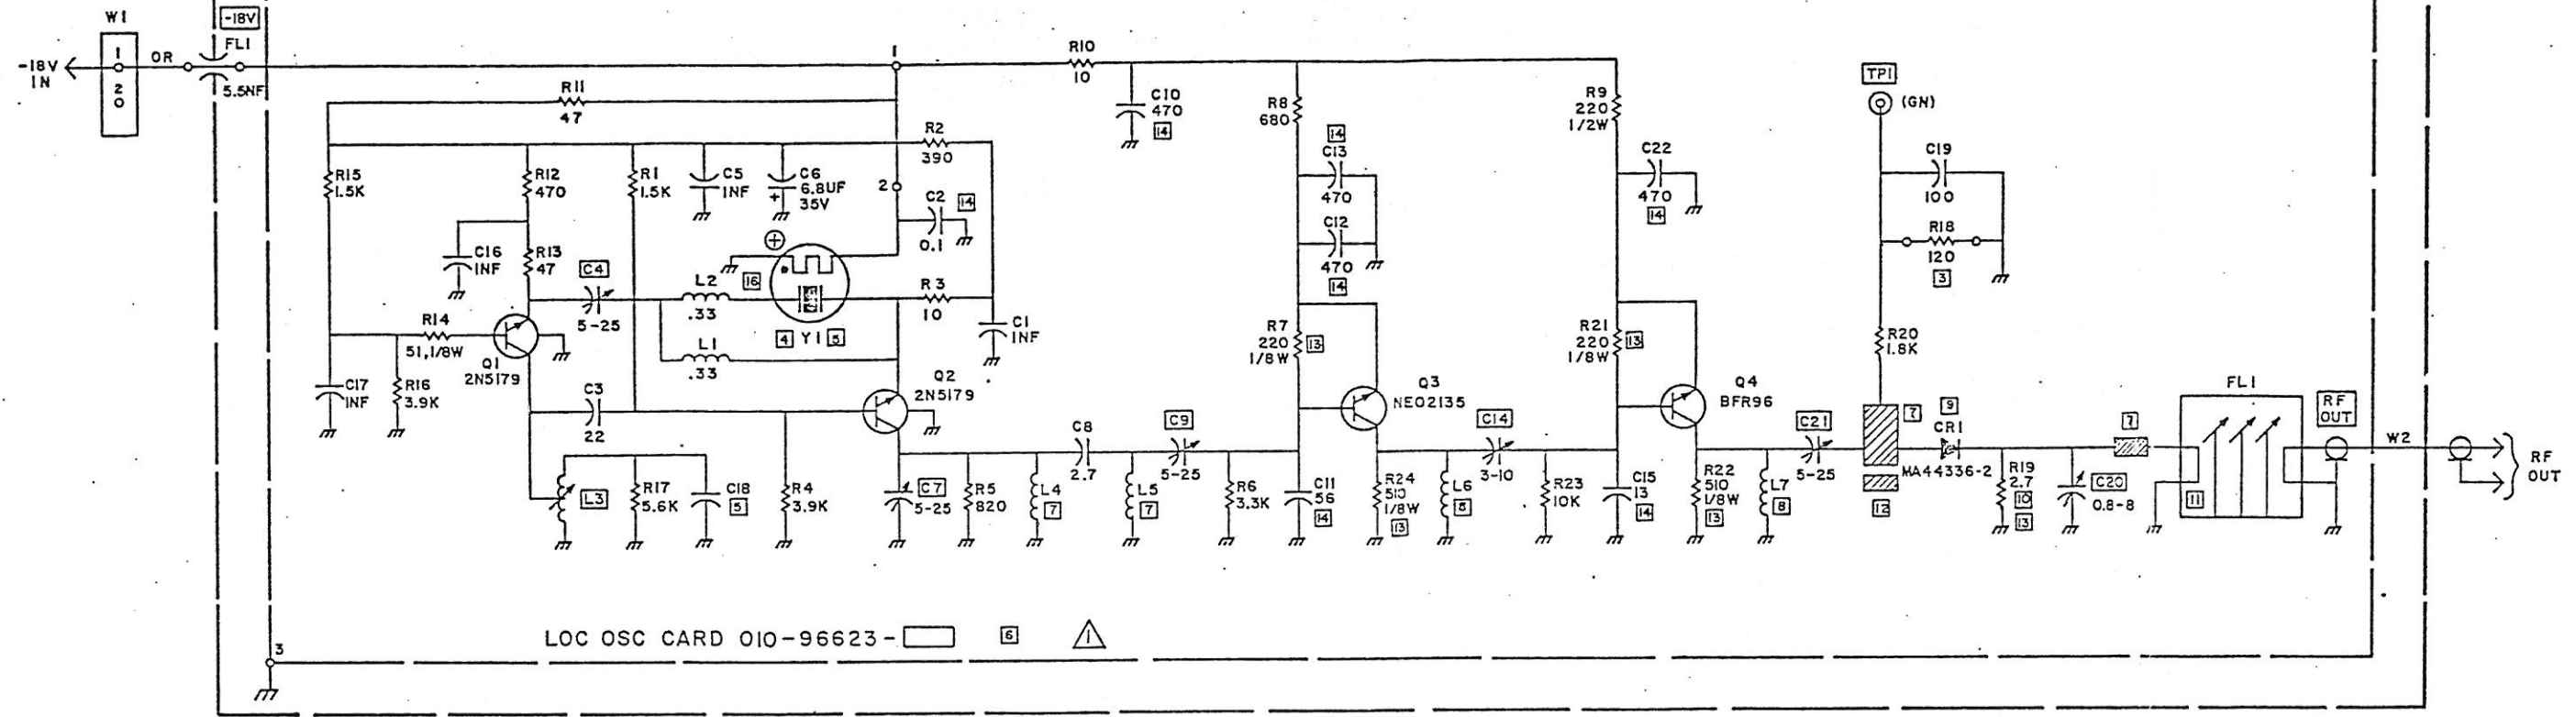 W1
-18V
IN
1
2
0
OR
-18V
FL1
5.5NF
1
R11
47
R10
10
C10
470
14
R15
1.5K
R12
470
R1
1.5K
C5
1NF
C6
6.8UF
35V
+
2
R2
390
C2
14
0.1
C16
1NF
R13
47
C4
5-25
L2
.33
16
+
R3
10
C1
1NF
4
Y1
5
L1
.33
R14
51,1/8W
Q1
2N5179
C17
1NF
R16
3.9K
C3
22
Q2
2N5179
L3
R17
5.6K
C18
5
R4
3.9K
C7
5-25
R5
820
L4
7
C8
2.7
L5
7
C9
5-25
R6
3.3K
R8
680
14
C13
470
C12
470
14
R7
220
1/8W
13
Q3
NE02135
C11
56
14
R24
510
1/8W
13
L6
8
C14
3-10
R23
10K
R9
220
1/2W
C22
470
14
R21
220
1/8W
13
Q4
BFR96
C15
13
14
R22
510
1/8W
13
L7
8
C21
5-25
TP1
(GN)
C19
100
R18
120
3
R20
1.8K
7
12
9
CR1
MA44336-2
R19
2.7
10
13
C20
0.8-8
7
FL1
11
RF
OUT
W2
RF
OUT
LOC OSC CARD 010-96623-
6
1
3